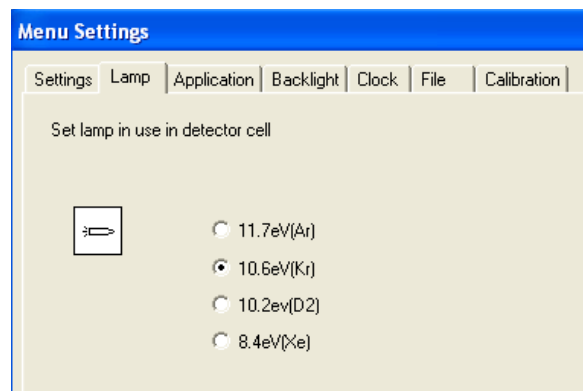 Menu Settings
Settings Lamp Application Backlight Clock File Calibration
Set lamp in use in detector cell
11.7eV(Ar)
10.6eV(Kr)
10.2ev(D2)
8.4eV(Xe)